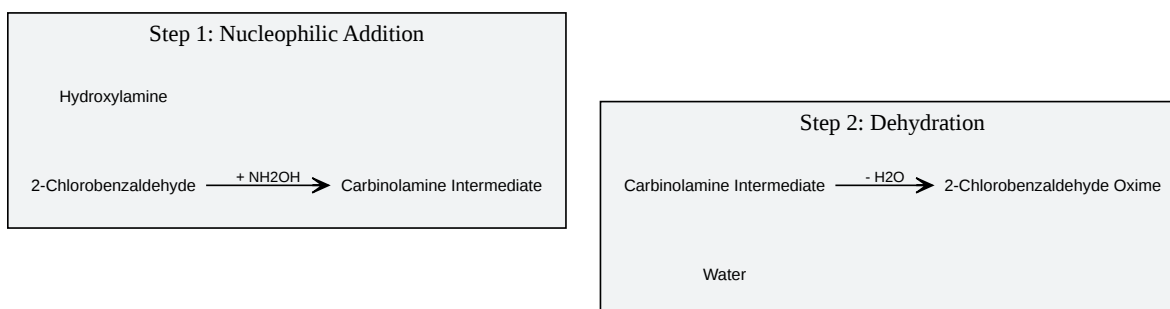 Step 1: Nucleophilic Addition
Hydroxylamine
2-Chlorobenzaldehyde
+ NH2OH
Carbinolamine Intermediate
Step 2: Dehydration
Carbinolamine Intermediate
- H2O
2-Chlorobenzaldehyde Oxime
Water